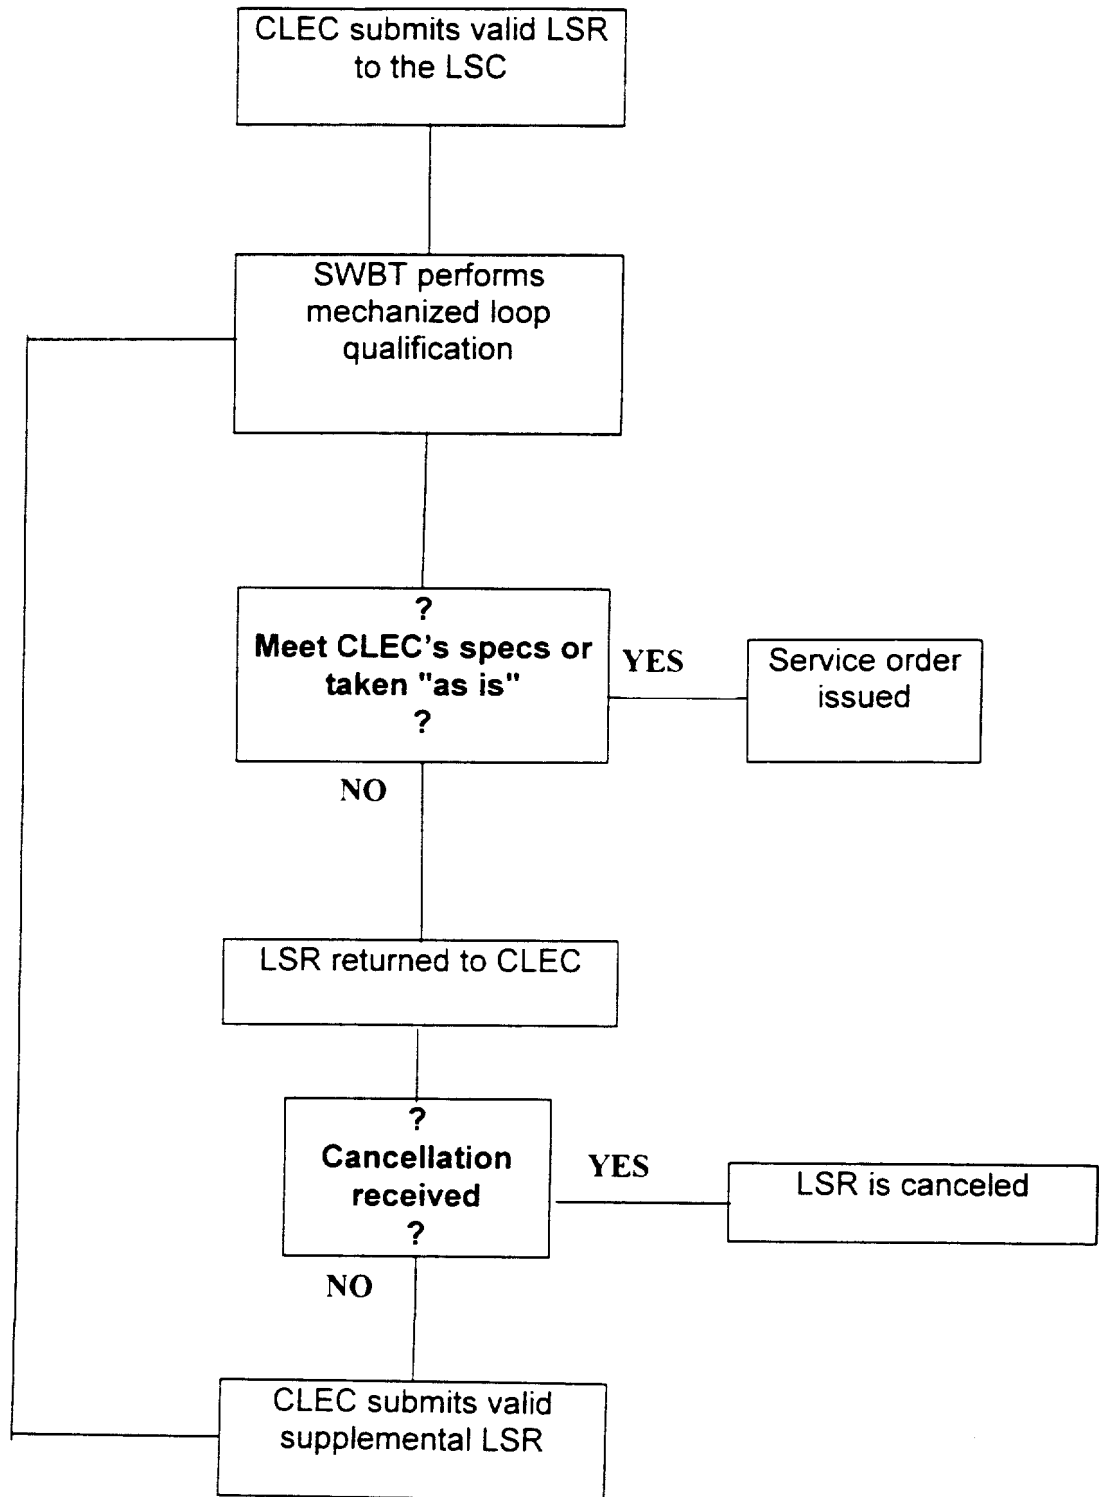 CLEC submits valid LSR
to the LSC
SWBT performs
mechanized loop
qualification
?
Meet CLEC's specs or
taken "as is"
?
YES
Service order
issued
NO
LSR returned to CLEC
?
Cancellation
received
?
YES
LSR is canceled
NO
CLEC submits valid
supplemental LSR